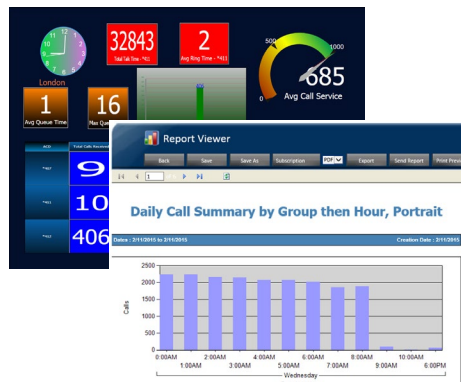 12
London
32843
Total Talk Time - *411
2
Avg Ring Time - *411
500
1000
0
685
Avg Call Service
1
Avg Queue Time
16
Max Que
ACD
Total Calls Received
9
10
406
Report Viewer
Back Save Save As Subscription PDF Export Send Report Print Prev
1
Daily Call Summary by Group then Hour, Portrait
Dates : 2/11/2015 to 2/11/2015 Creation Date : 2/11/2015
2500
2000
1500
1000
500
0
Calls
0:00AM 2:00AM 4:00AM 6:00AM 8:00AM 10:00AM
1:00AM 3:00AM 5:00AM 7:00AM 9:00AM 6:00PM
Wednesday